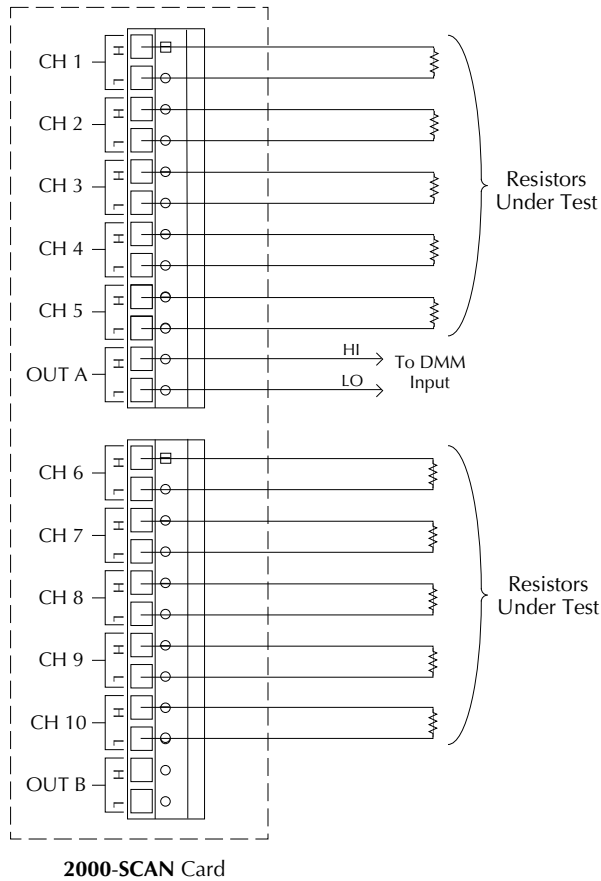 CH 1
H
L
CH 2
H
L
CH 3
H
L
CH 4
H
L
CH 5
H
L
Resistors
Under Test
OUT A
H
L
HI
LO
To DMM
Input
CH 6
H
L
CH 7
H
L
CH 8
H
L
CH 9
H
L
CH 10
H
L
Resistors
Under Test
OUT B
H
L
2000-SCAN Card